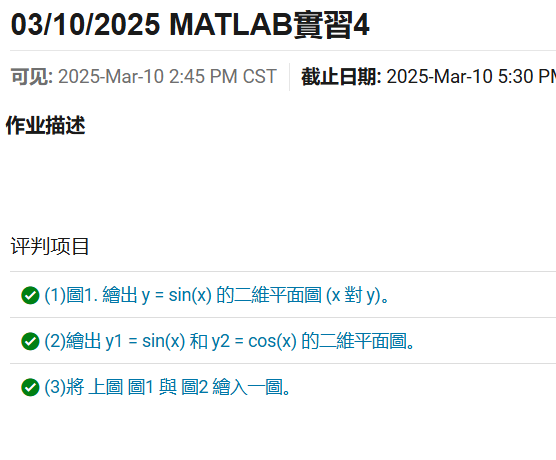 03/10/2025 MATLAB實習4
可见: 2025-Mar-10 2:45 PM CST 截止日期: 2025-Mar-10 5:30 PM
作业描述
评判项目
(1)圖1. 繪出 y = sin(x) 的二維平面圖 (x 對 y)。
(2)繪出 y1 = sin(x) 和 y2 = cos(x) 的二維平面圖。
(3)將 上圖 圖1 與 圖2 繪入一圖。